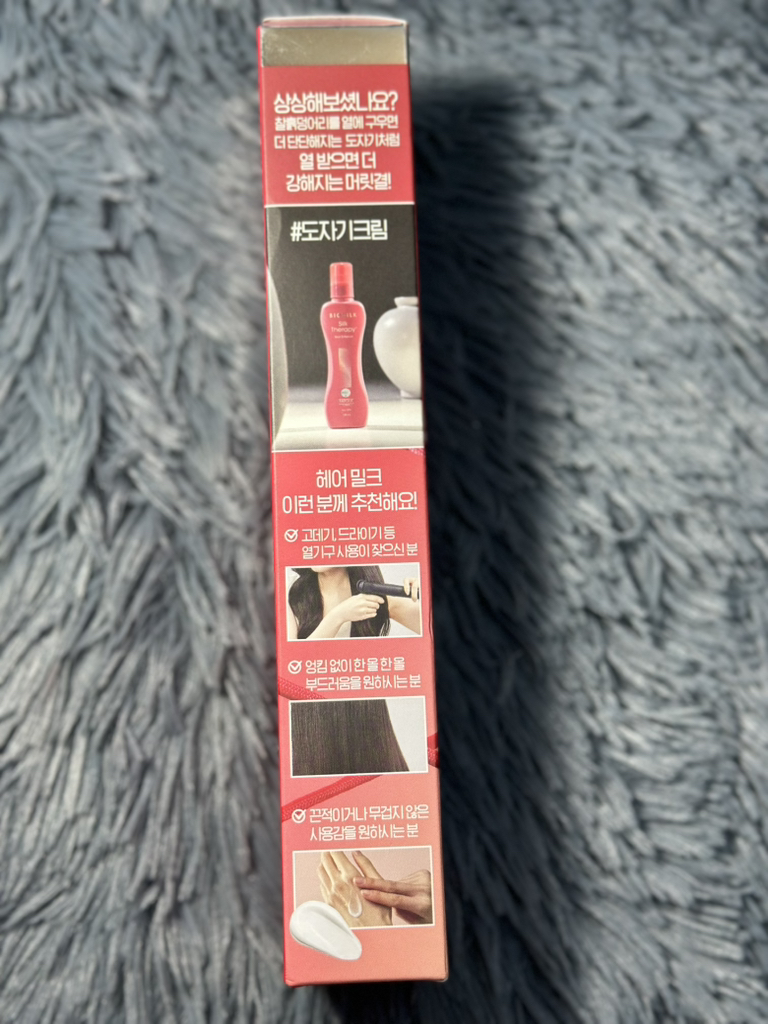 상상해보셨나요?
찰흙덩어리를 열에 구우면
더 단단해지는 도자기처럼
열 받으면 더
강해지는 머릿결!
#도자기크림
Silk
Therapy
헤어 밀크
이런 분께 추천해요!
고데기, 드라이기 등
열기구 사용이 잦으신 분
엉킴 없이 한 올 한 올
부드러움을 원하시는 분
끈적이거나 무겁지 않은
사용감을 원하시는 분